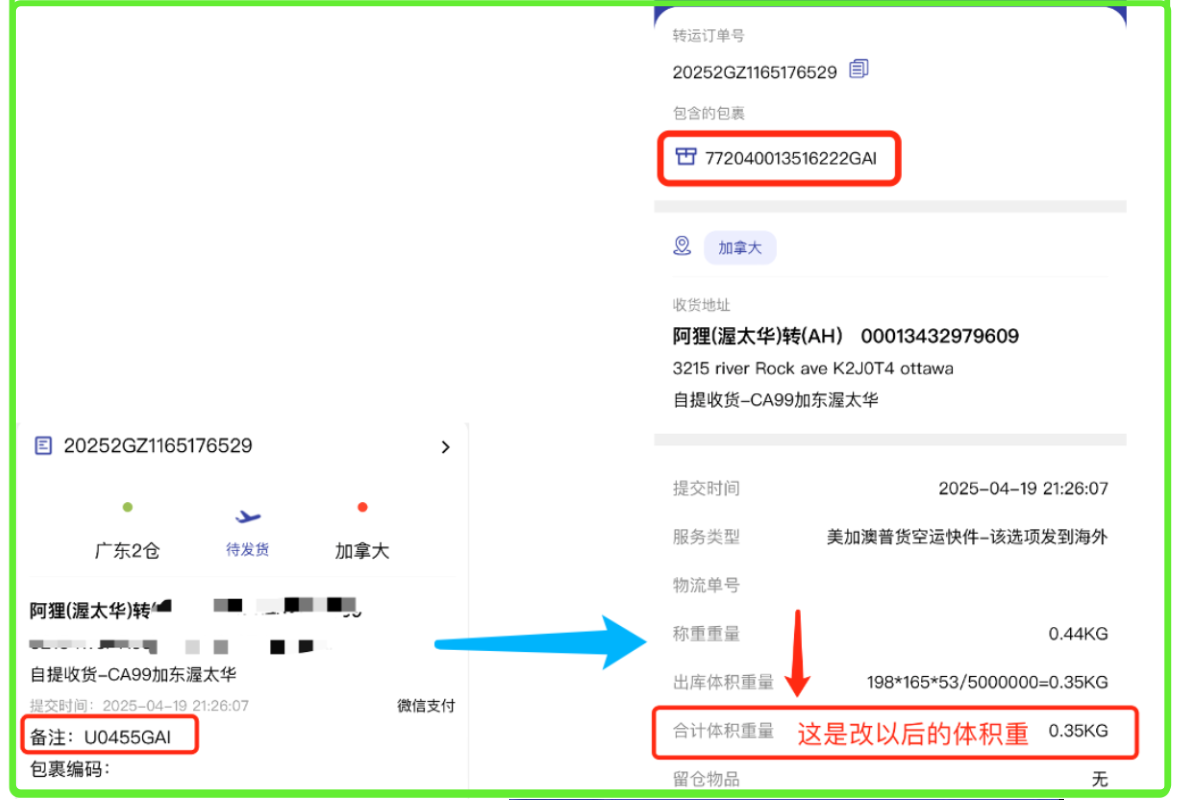 转运订单号
20252GZ1165176529
包含的包裹
772040013516222GAI
加拿大
收货地址
阿狸(渥太华)转(AH) 00013432979609
3215 river Rock ave K2J0T4 ottawa
自提收货-CA99加东渥太华
提交时间 2025-04-19 21:26:07
服务类型 美加澳普货空运快件-该选项发到海外
物流单号
称重重量 0.44KG
出库体积重量 198*165*53/5000000=0.35KG
合计体积重量 这是改以后的体积重 0.35KG
留仓物品 无
20252GZ1165176529
广东2仓 待发货 加拿大
阿狸(渥太华)转
自提收货-CA99加东渥太华
提交时间: 2025-04-19 21:26:07 微信支付
备注: U0455GAI
包裹编码: